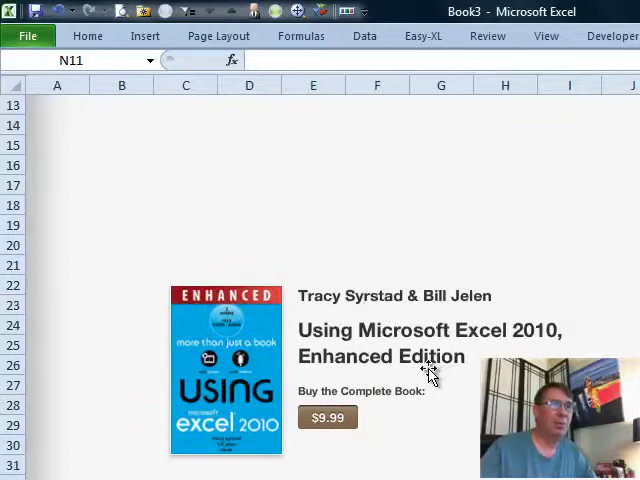 Book3 - Microsoft Excel
File Insert Page Layout Formulas Data Easy-XL Review View Developer
N11 fx
A B C D E F G H I J
13
14
15
16
17
18
19
20
21
22
23
24
25
26
27
28
29
30
31
ENHANCED
more than just a book
USING
microsoft
excel 2010
Tracy Syrstad & Bill Jelen
Using Microsoft Excel 2010,
Enhanced Edition
Buy the Complete Book:
$9.99